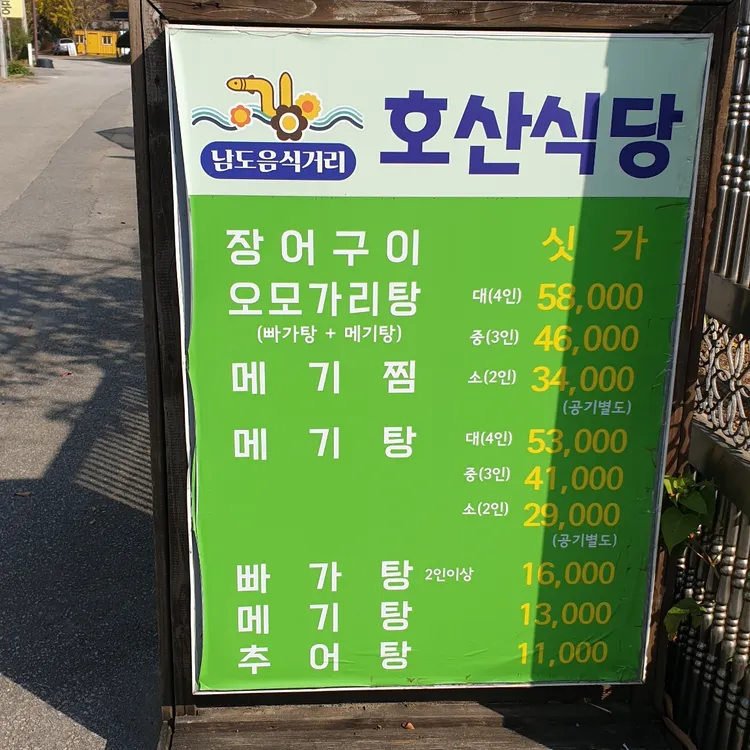 남도음식거리
호산식당
장어구이 싯가
오모가리탕 대(4인) 58,000
(빠가탕 + 메기탕) 중(3인) 46,000
메기찜 소(2인) 34,000
(공기별도)
메기탕 대(4인) 53,000
중(3인) 41,000
소(2인) 29,000
(공기별도)
빠가탕 2인이상 16,000
메기탕 13,000
추어탕 11,000